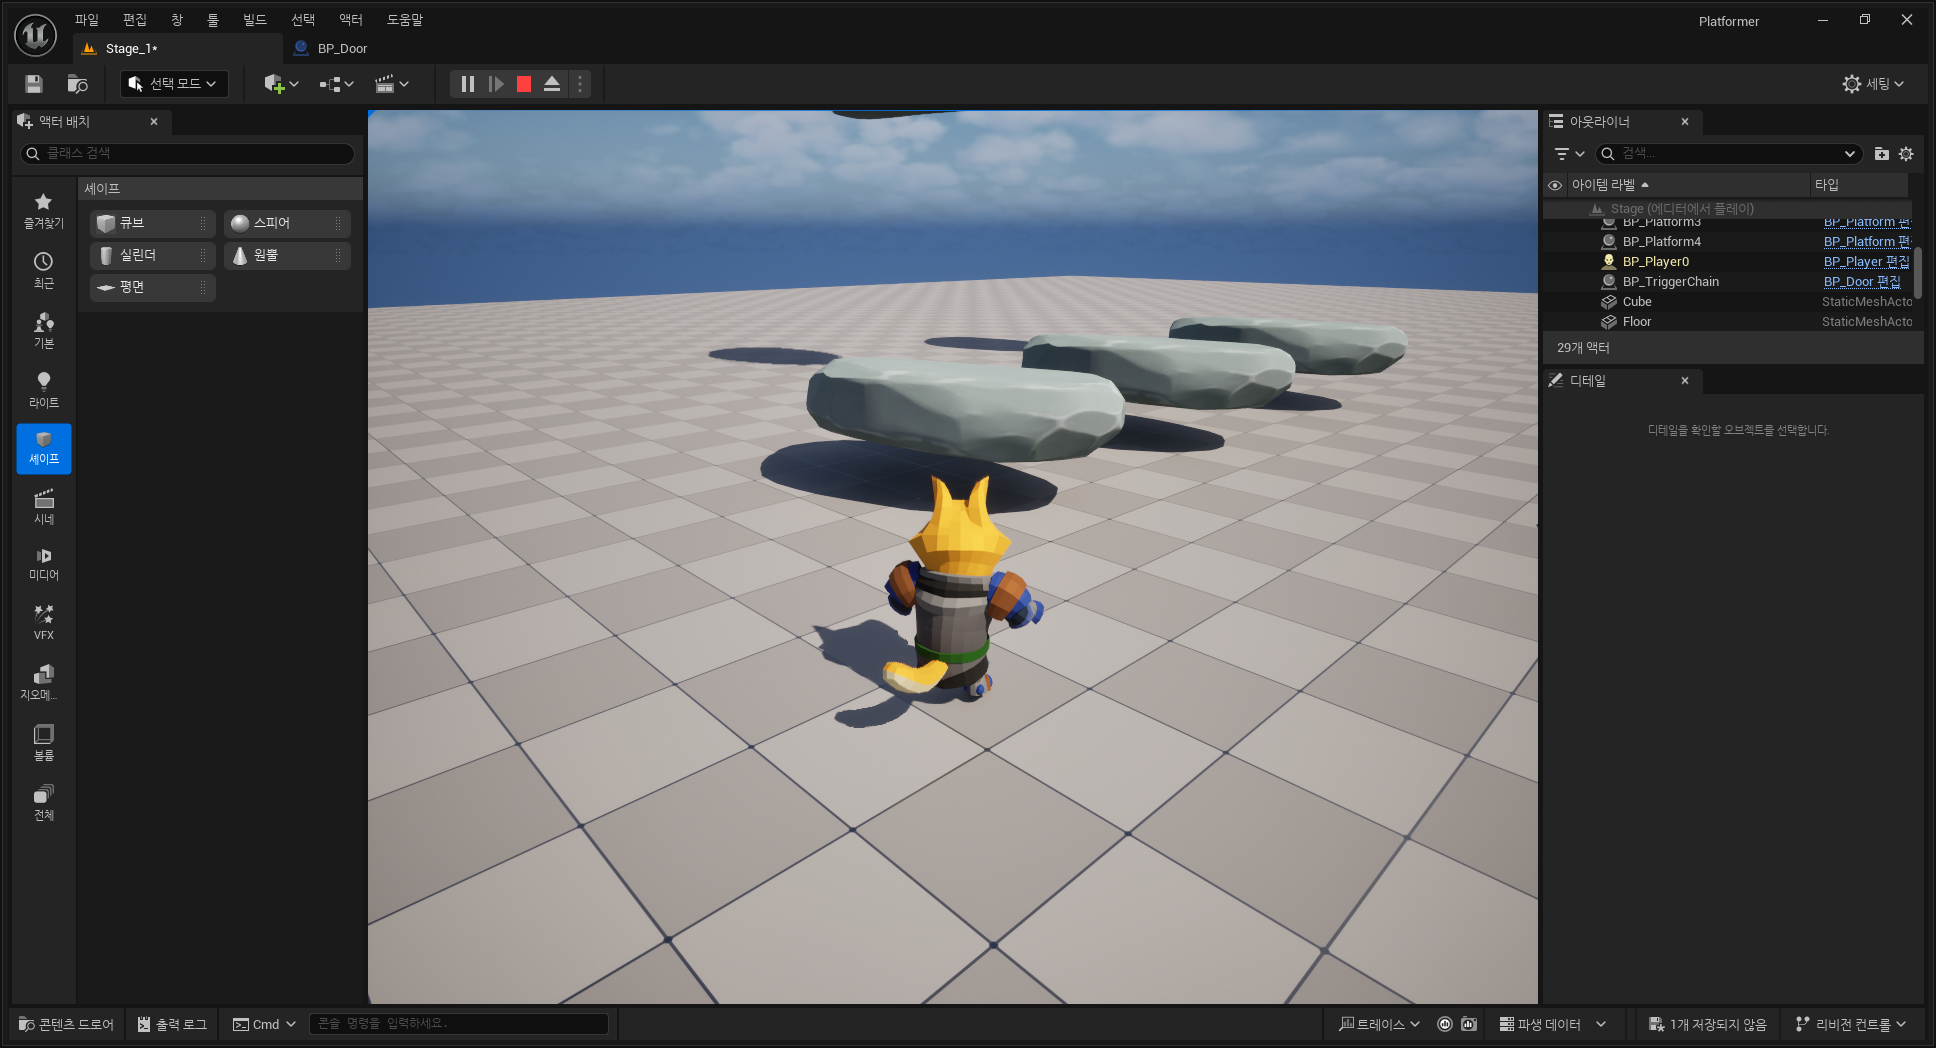 파일 편집 창 툴 빌드 선택 액터 도움말
Platformer
Stage_1*
BP_Door
선택 모드
세팅
액터 배치
클래스 검색
즐겨찾기
최근
기본
라이트
셰이프
시네
미디어
VFX
지오메...
볼륨
전체
셰이프
큐브 스피어
실린더 원뿔
평면
아웃라이너
검색...
아이템 라벨 타입
Stage (에디터에서 플레이)
BP_Platform3 BP_Platform 편
BP_Platform4 BP_Platform 편
BP_Player0 BP_Player 편집
BP_TriggerChain BP_Door 편집
Cube StaticMeshActo
Floor StaticMeshActo
29개 액터
디테일
디테일을 확인할 오브젝트를 선택합니다.
콘텐츠 드로어 출력 로그 Cmd 콘솔 명령을 입력하세요. 트레이스 파생 데이터 1개 저장되지 않음 리비전 컨트롤